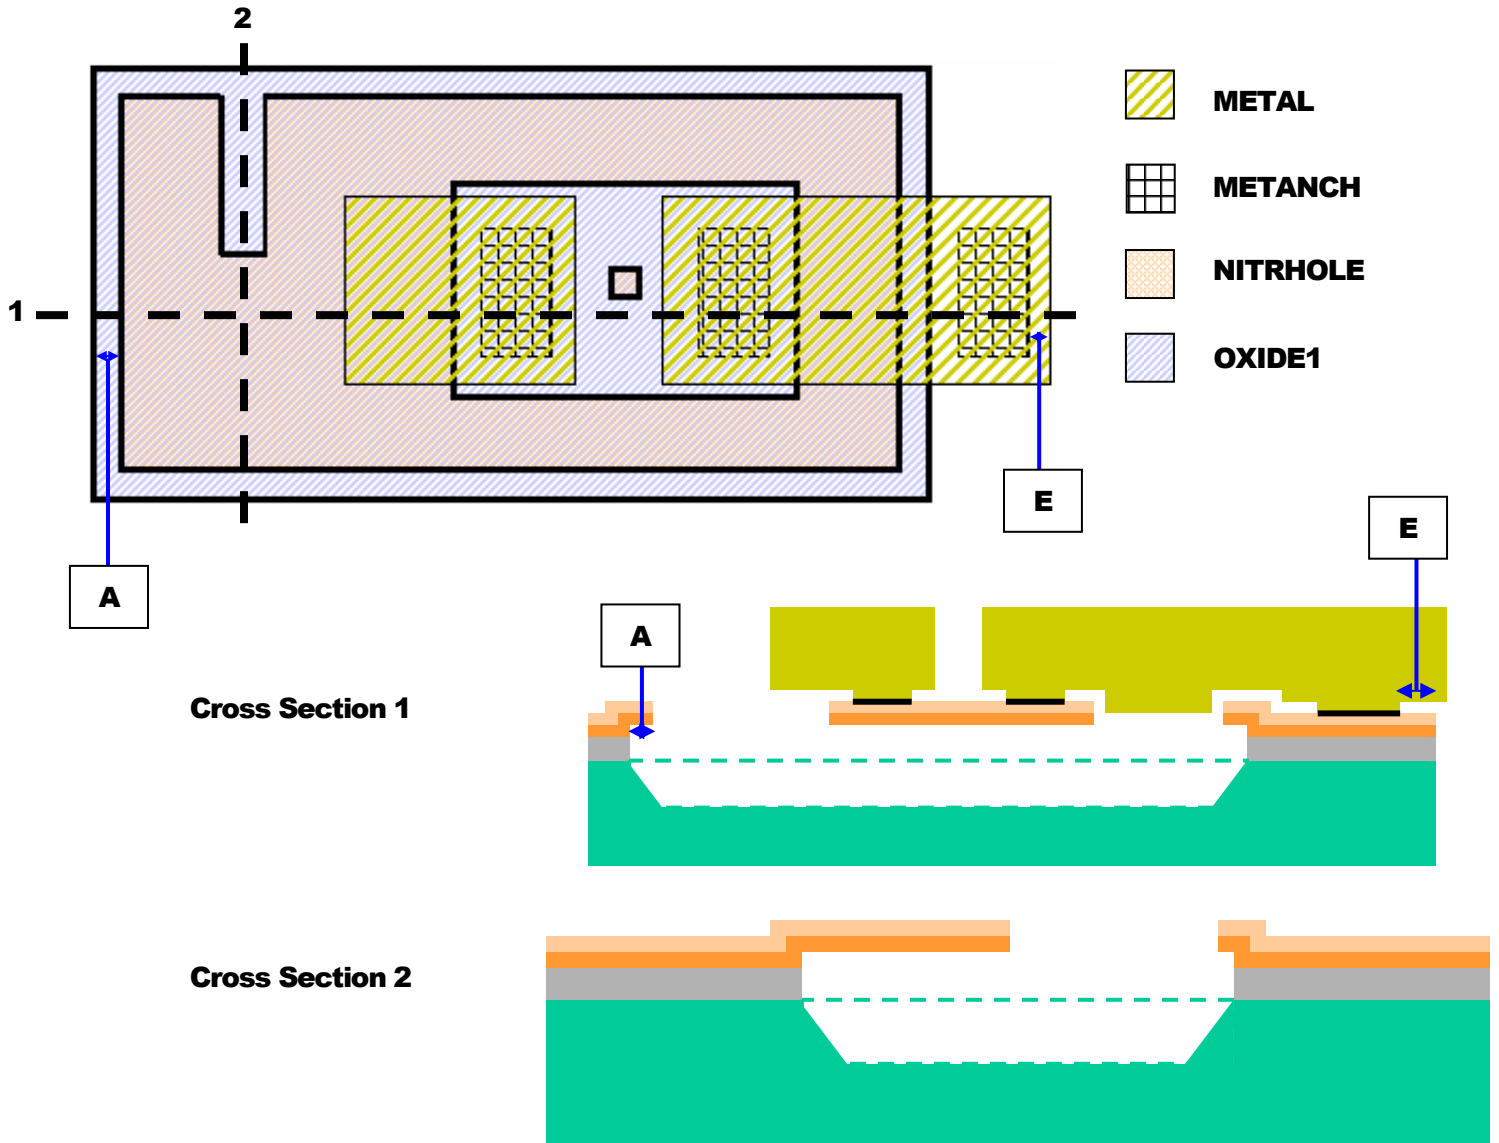 2
METAL
METANCH
NITRHOLE
1
OXIDE1
E
E
A
A
Cross Section 1
Cross Section 2